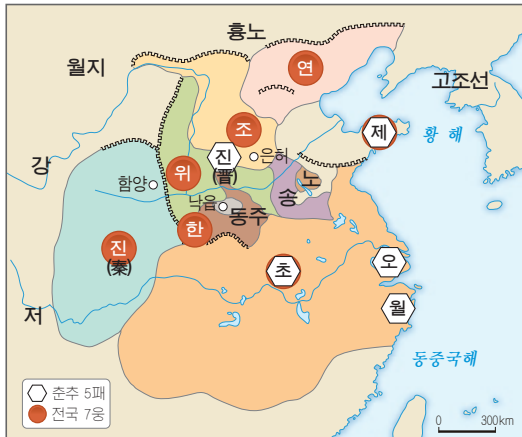 흉노
월지
연
고조선
조
제
황 해
진
(晉)
은허
강
위
함양
송
노
낙음
동주
한
진
(秦)
초
오
저
월
동중국해
춘추 5패
전국 7웅
0 300km